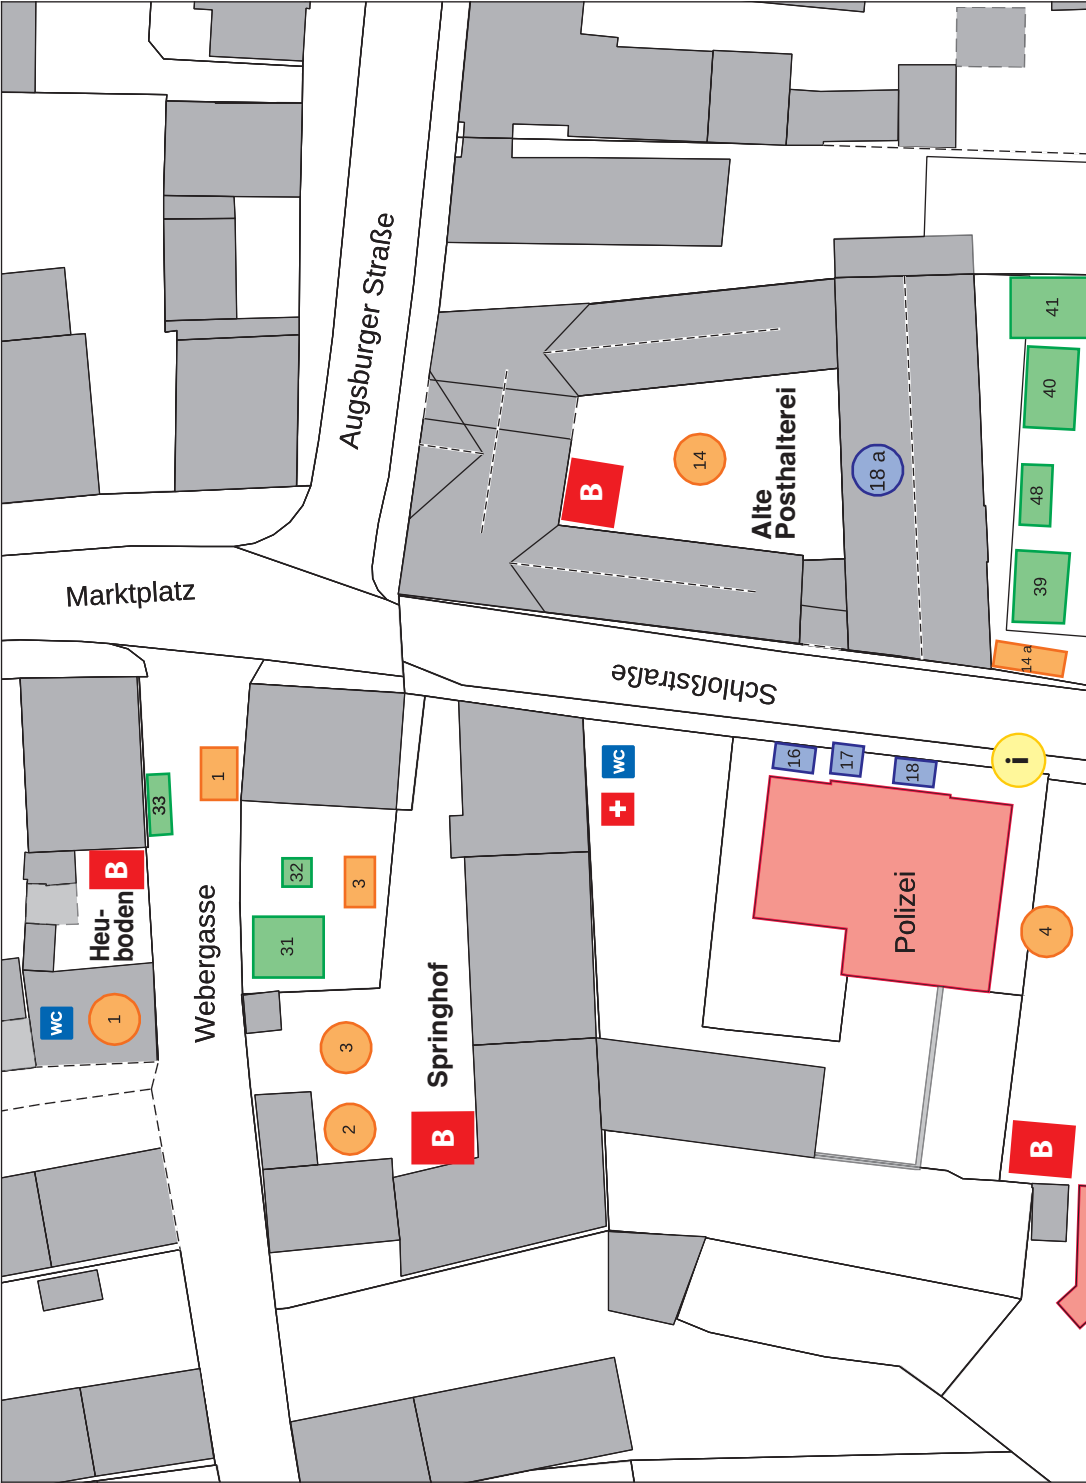 Augsburger Straße
Marktplatz
Schloßstraße
Webergasse
Alte
Posthalterei
B
14
18 a
41
40
48
39
14 a
16
17
18
i
WC
Polizei
4
B
33
1
B
Heu-
boden
WC
1
32
3
31
Springhof
3
2
B